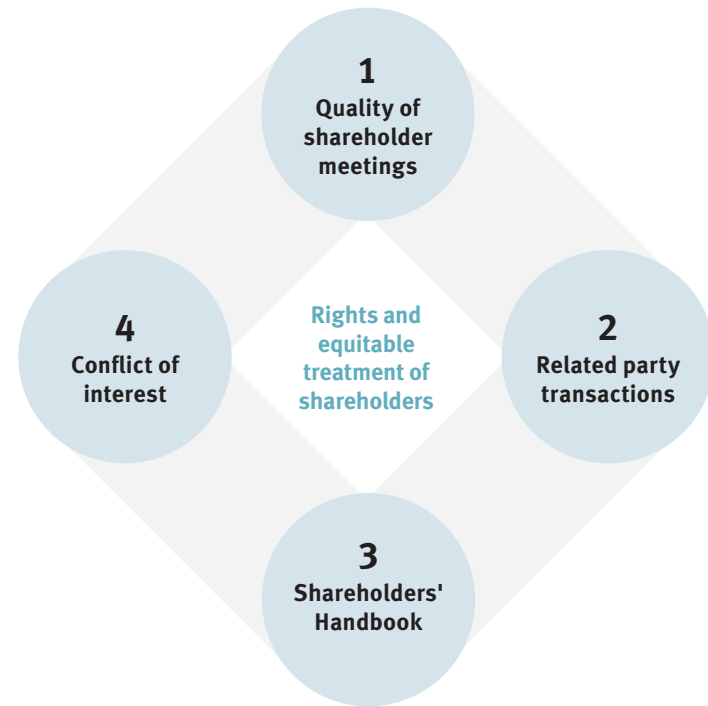 1
Quality of
shareholder
meetings
Rights and
equitable
treatment of
shareholders
2
Related party
transactions
3
Shareholders'
Handbook
4
Conflict of
interest